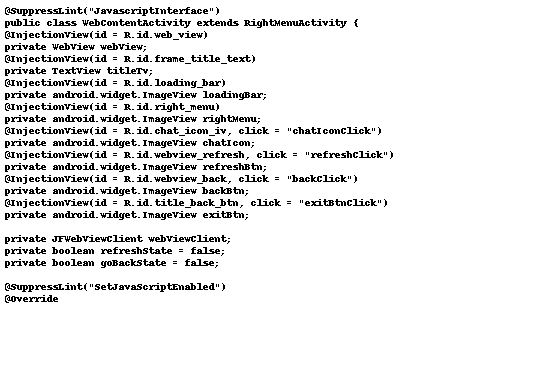 @SuppressLint("JavascriptInterface")
public class WebContentActivity extends RightMenuActivity {
@InjectionView(id = R.id.web_view)
private WebView webView;
@InjectionView(id = R.id.frame_title_text)
private TextView titleTv;
@InjectionView(id = R.id.loading_bar)
private android.widget.ImageView loadingBar;
@InjectionView(id = R.id.right_menu)
private android.widget.ImageView rightMenu;
@InjectionView(id = R.id.chat_icon_iv, click = "chatIconClick")
private android.widget.ImageView chatIcon;
@InjectionView(id = R.id.webview_refresh, click = "refreshClick")
private android.widget.ImageView refreshBtn;
@InjectionView(id = R.id.webview_back, click = "backClick")
private android.widget.ImageView backBtn;
@InjectionView(id = R.id.title_back_btn, click = "exitBtnClick")
private android.widget.ImageView exitBtn;
private JFWebViewClient webViewClient;
private boolean refreshState = false;
private boolean goBackState = false;
@SuppressLint("SetJavaScriptEnabled")
@Override